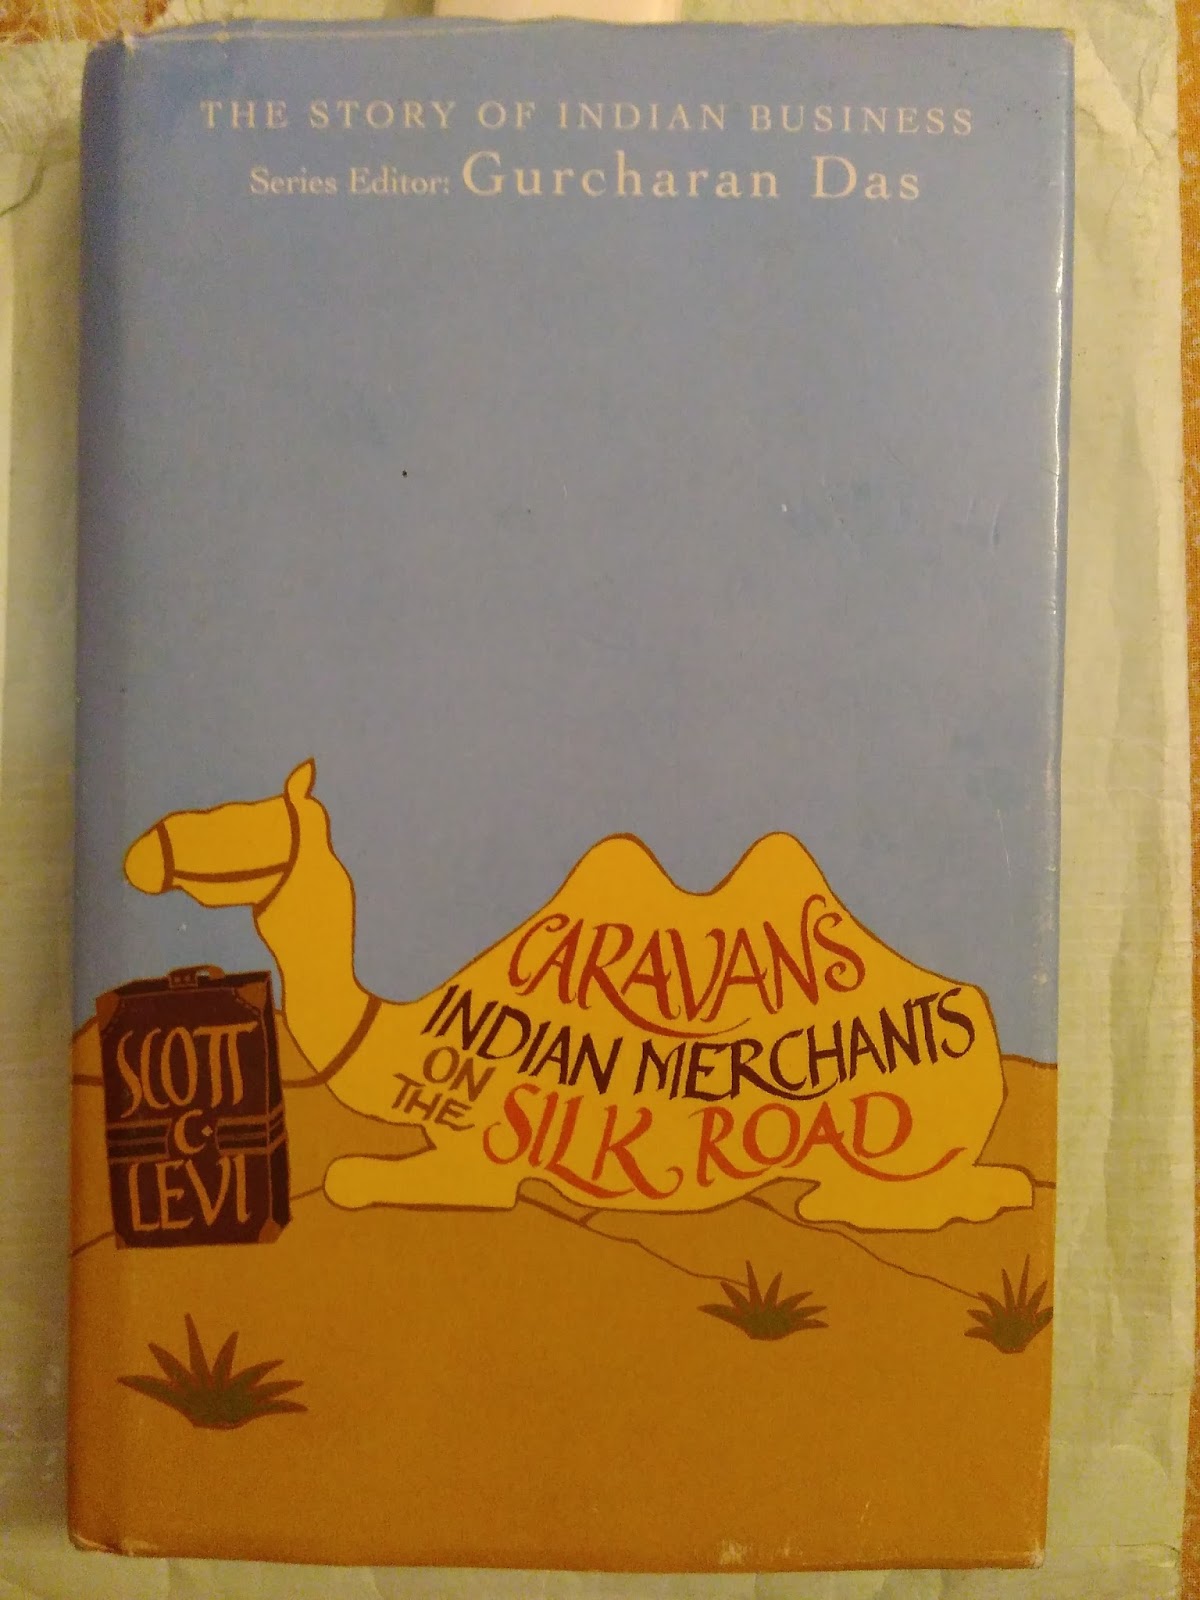 THE STORY OF INDIAN BUSINESS
Series Editor: Gurcharan Das
CARAVANS
INDIAN MERCHANTS
ON
THE
SILK ROAD
SCOTT
C.
LEVI